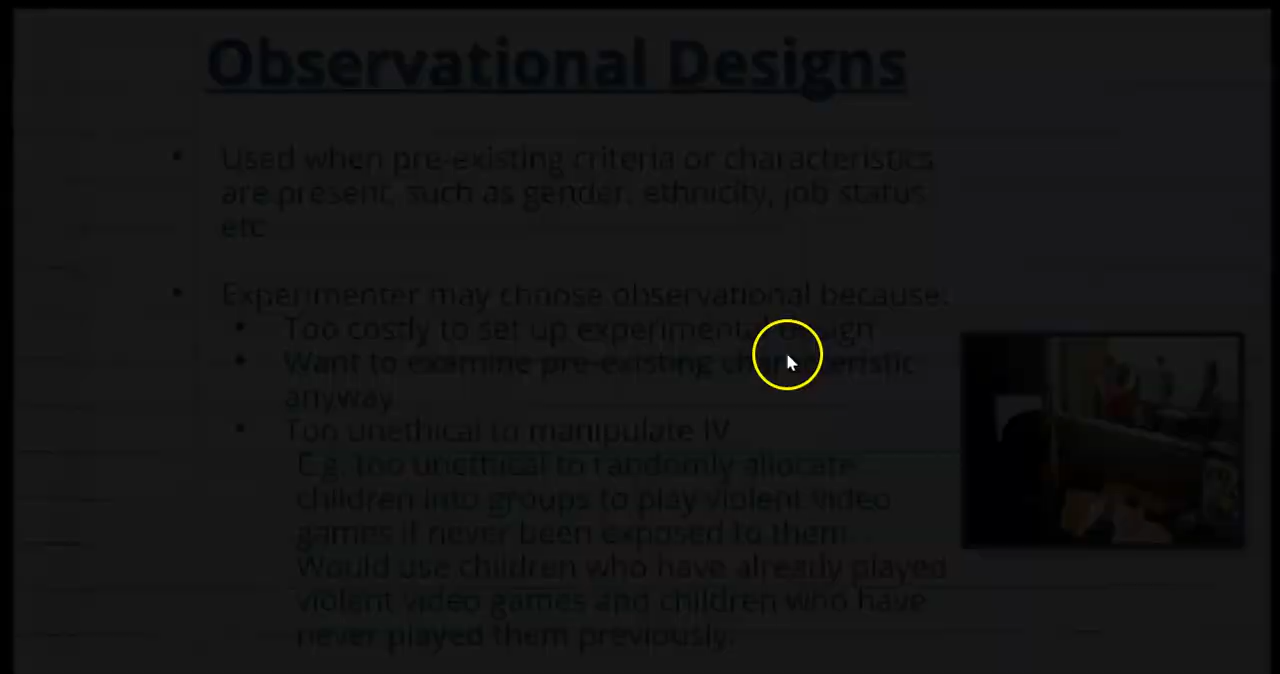 Observational Designs
• Used when pre-existing criteria or characteristics
are present, such as gender, ethnicity, job status
etc
• Experimenter may choose observational because:
• Too costly to set up experimental design
• Want to examine pre-existing characteristic
anyway
• Too unethical to manipulate IV
E.g. too unethical to randomly allocate
children into groups to play violent video
games if never been exposed to them.
Would use children who have already played
violent video games and children who have
never played them previously.